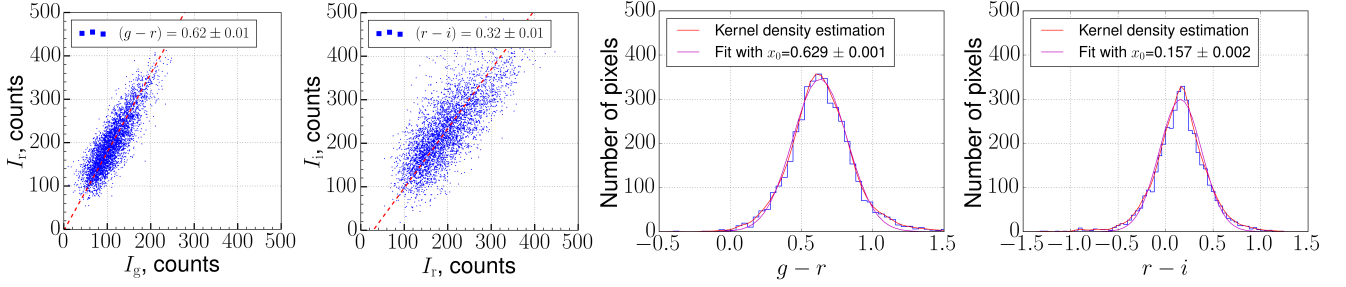 (g − r) = 0.62 ± 0.01
500
400
300
200
100
0
0 100 200 300 400 500
I_r, counts
I_g, counts
(r − i) = 0.32 ± 0.01
500
400
300
200
100
0
0 100 200 300 400 500
I_i, counts
I_r, counts
Kernel density estimation
Fit with x_0=0.629 ± 0.001
500
400
300
200
100
0
−0.5 0.0 0.5 1.0 1.5
Number of pixels
g − r
Kernel density estimation
Fit with x_0=0.157 ± 0.002
500
400
300
200
100
0
−1.5 −1.0 −0.5 0.0 0.5 1.0 1.5
Number of pixels
r − i